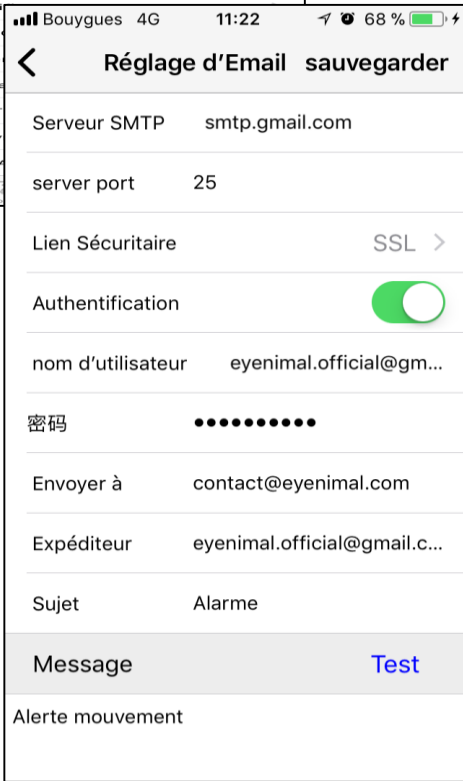 Bouygues 4G 11:22 68 %
Réglage d'Email sauvegarder
Serveur SMTP smtp.gmail.com
server port 25
Lien Sécuritaire SSL
Authentification
nom d'utilisateur eyenimal.official@gm...
密码 ••••••••••
Envoyer à contact@eyenimal.com
Expéditeur eyenimal.official@gmail.c...
Sujet Alarme
Message Test
Alerte mouvement